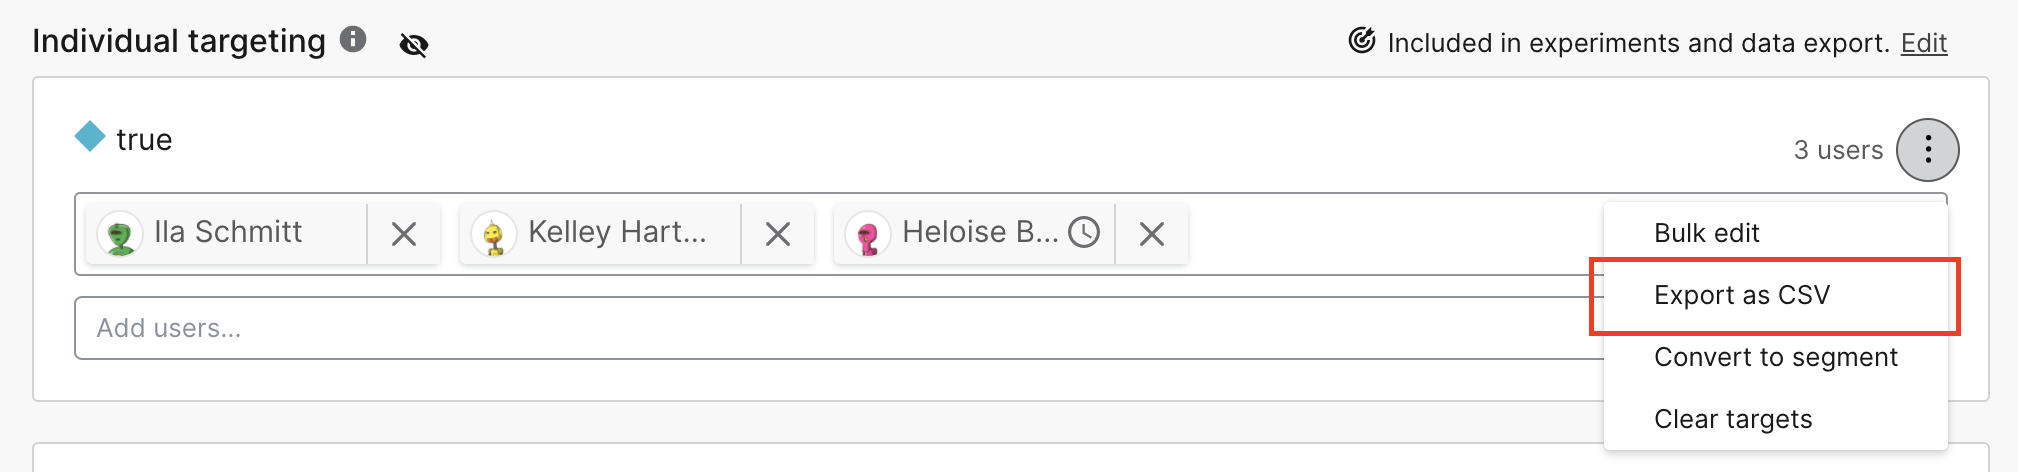 Individual targeting
Included in experiments and data export. Edit
true
3 users
Ila Schmitt
Kelley Hart...
Heloise B...
Add users...
Bulk edit
Export as CSV
Convert to segment
Clear targets